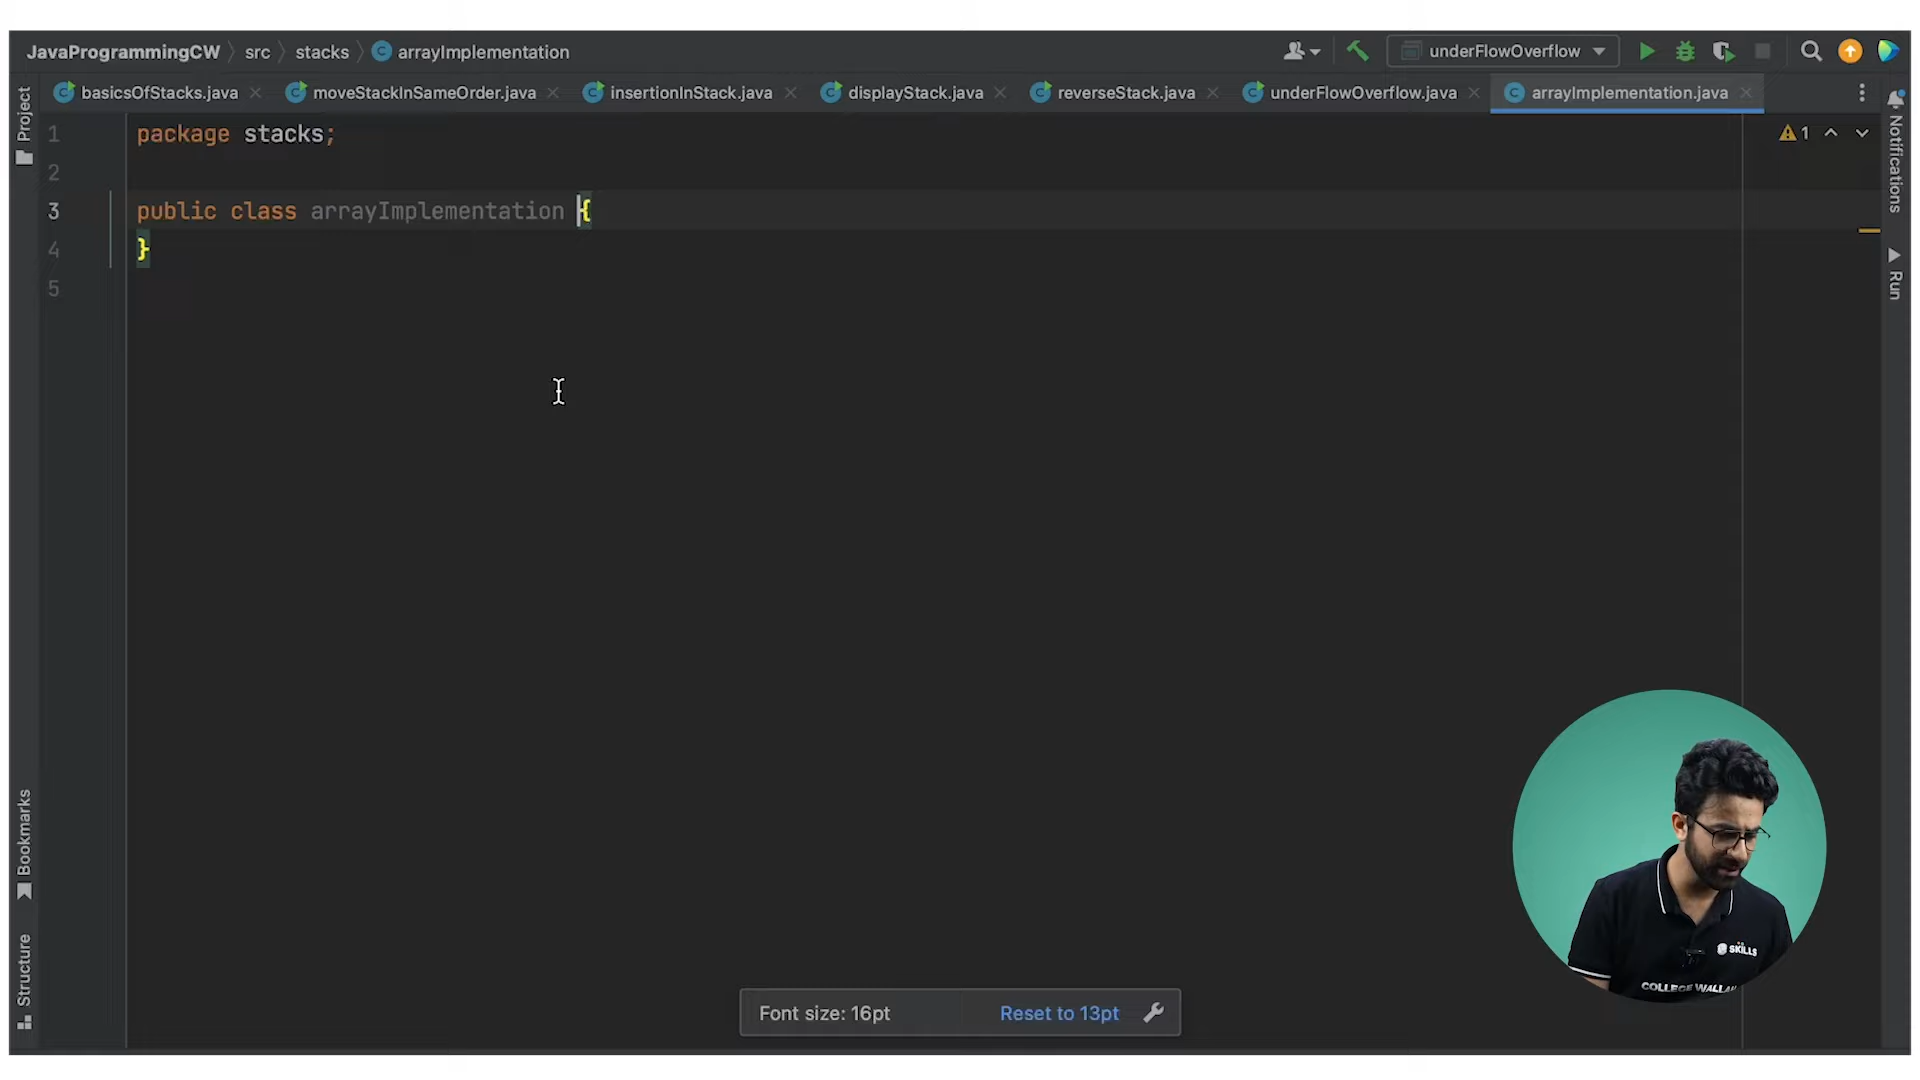 JavaProgrammingCW src stacks arrayImplementation underFlowOverflow
basicsOfStacks.java moveStackInSameOrder.java insertionInStack.java displayStack.java reverseStack.java underFlowOverflow.java arrayImplementation.java
Project
Notifications
Run
Bookmarks
Structure
1 package stacks;
1
2
3 public class arrayImplementation {
4 }
5
SKILLS
COLLEGE WALLAH
Font size: 16pt Reset to 13pt